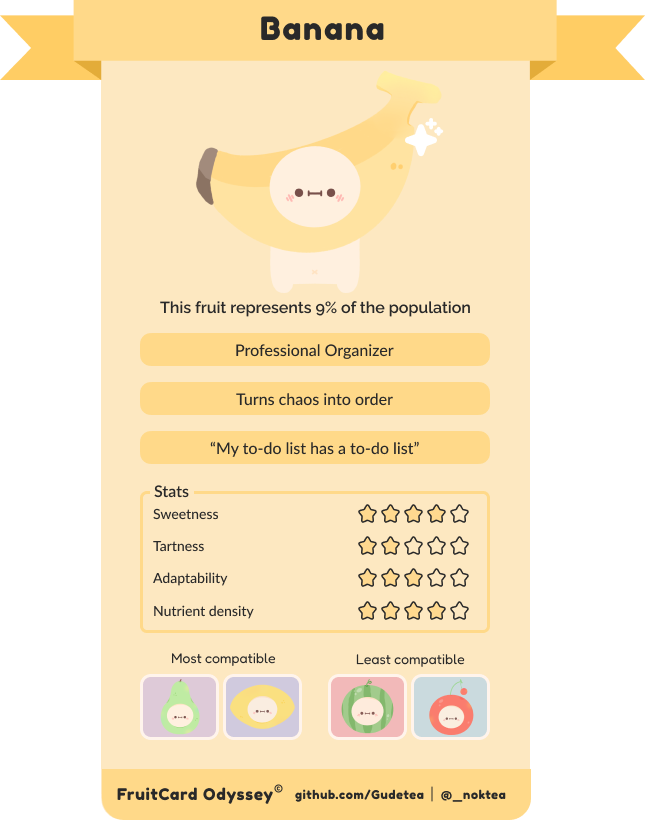 Banana
This fruit represents 9% of the population
Professional Organizer
Turns chaos into order
“My to-do list has a to-do list”
Stats
Sweetness
Tartness
Adaptability
Nutrient density
Most compatible
Least compatible
FruitCard Odyssey© github.com/Gudetea | @_noktea